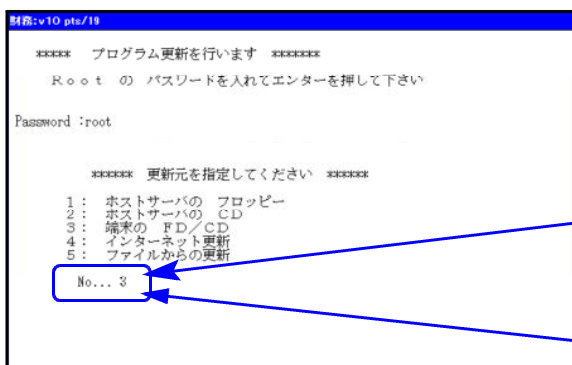 財務:v10 pts/19
***** プログラム更新を行います *******
Ｒｏｏｔ の パスワードを入れてエンターを押して下さい
Password :root
****** 更新元を指定してください ******
１： ホストサーバの フロッピー
２： ホストサーバの ＣＤ
３： 端末の ＦＤ／ＣＤ
４： インターネット更新
５： ファイルからの更新
No... 3